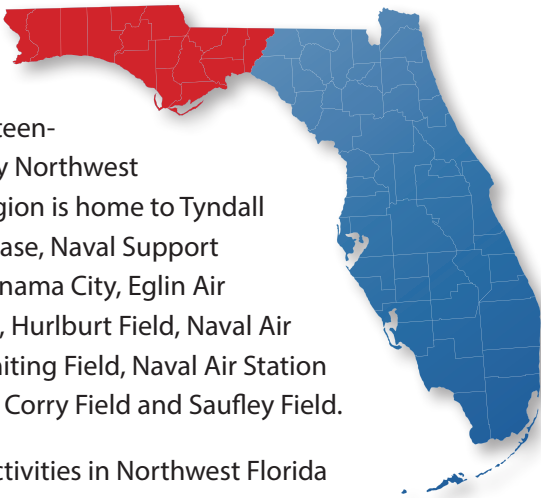 teen-
y Northwest
gion is home to Tyndall
ase, Naval Support
nama City, Eglin Air
, Hurlburt Field, Naval Air
iting Field, Naval Air Station
Corry Field and Saufley Field.
ctivities in Northwest Florida